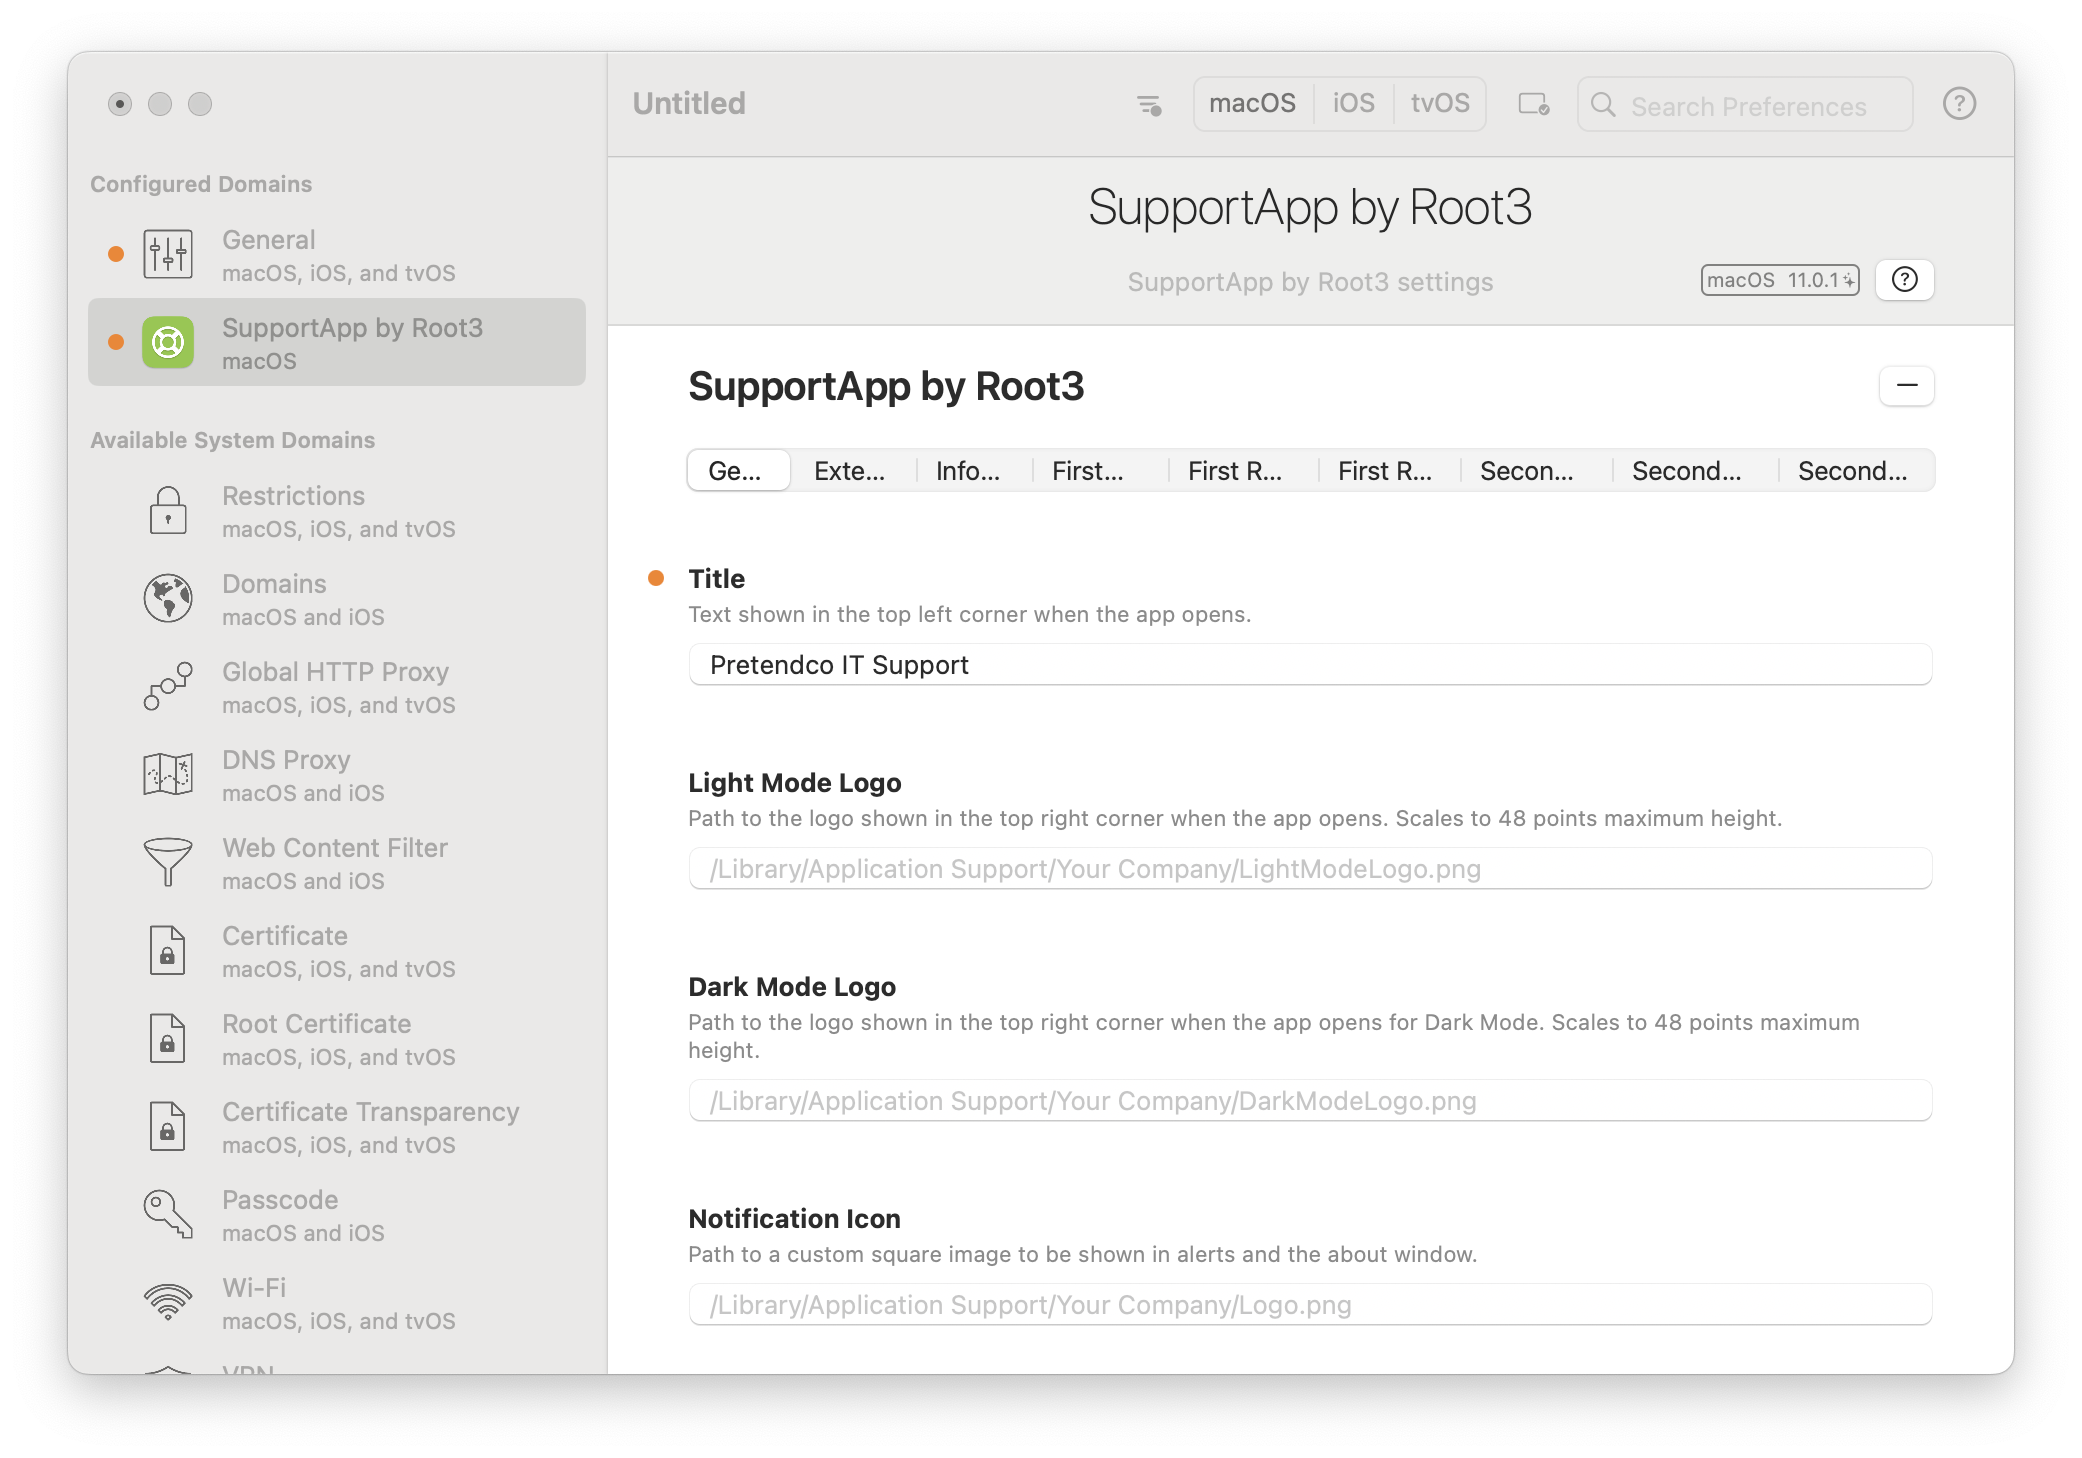 Untitled
macOS
iOS
tvOS
Search Preferences
Configured Domains
General
macOS, iOS, and tvOS
SupportApp by Root3
macOS
Available System Domains
Restrictions
macOS, iOS, and tvOS
Domains
macOS and iOS
Global HTTP Proxy
macOS, iOS, and tvOS
DNS Proxy
macOS and iOS
Web Content Filter
macOS and iOS
Certificate
macOS, iOS, and tvOS
Root Certificate
macOS, iOS, and tvOS
Certificate Transparency
macOS, iOS, and tvOS
Passcode
macOS and iOS
Wi-Fi
macOS, iOS, and tvOS
VPN
SupportApp by Root3
SupportApp by Root3 settings
macOS 11.0.1
SupportApp by Root3
Ge...
Exte...
Info...
First...
First R...
First R...
Secon...
Second...
Second...
Title
Text shown in the top left corner when the app opens.
Pretendco IT Support
Light Mode Logo
Path to the logo shown in the top right corner when the app opens. Scales to 48 points maximum height.
/Library/Application Support/Your Company/LightModeLogo.png
Dark Mode Logo
Path to the logo shown in the top right corner when the app opens for Dark Mode. Scales to 48 points maximum
height.
/Library/Application Support/Your Company/DarkModeLogo.png
Notification Icon
Path to a custom square image to be shown in alerts and the about window.
/Library/Application Support/Your Company/Logo.png